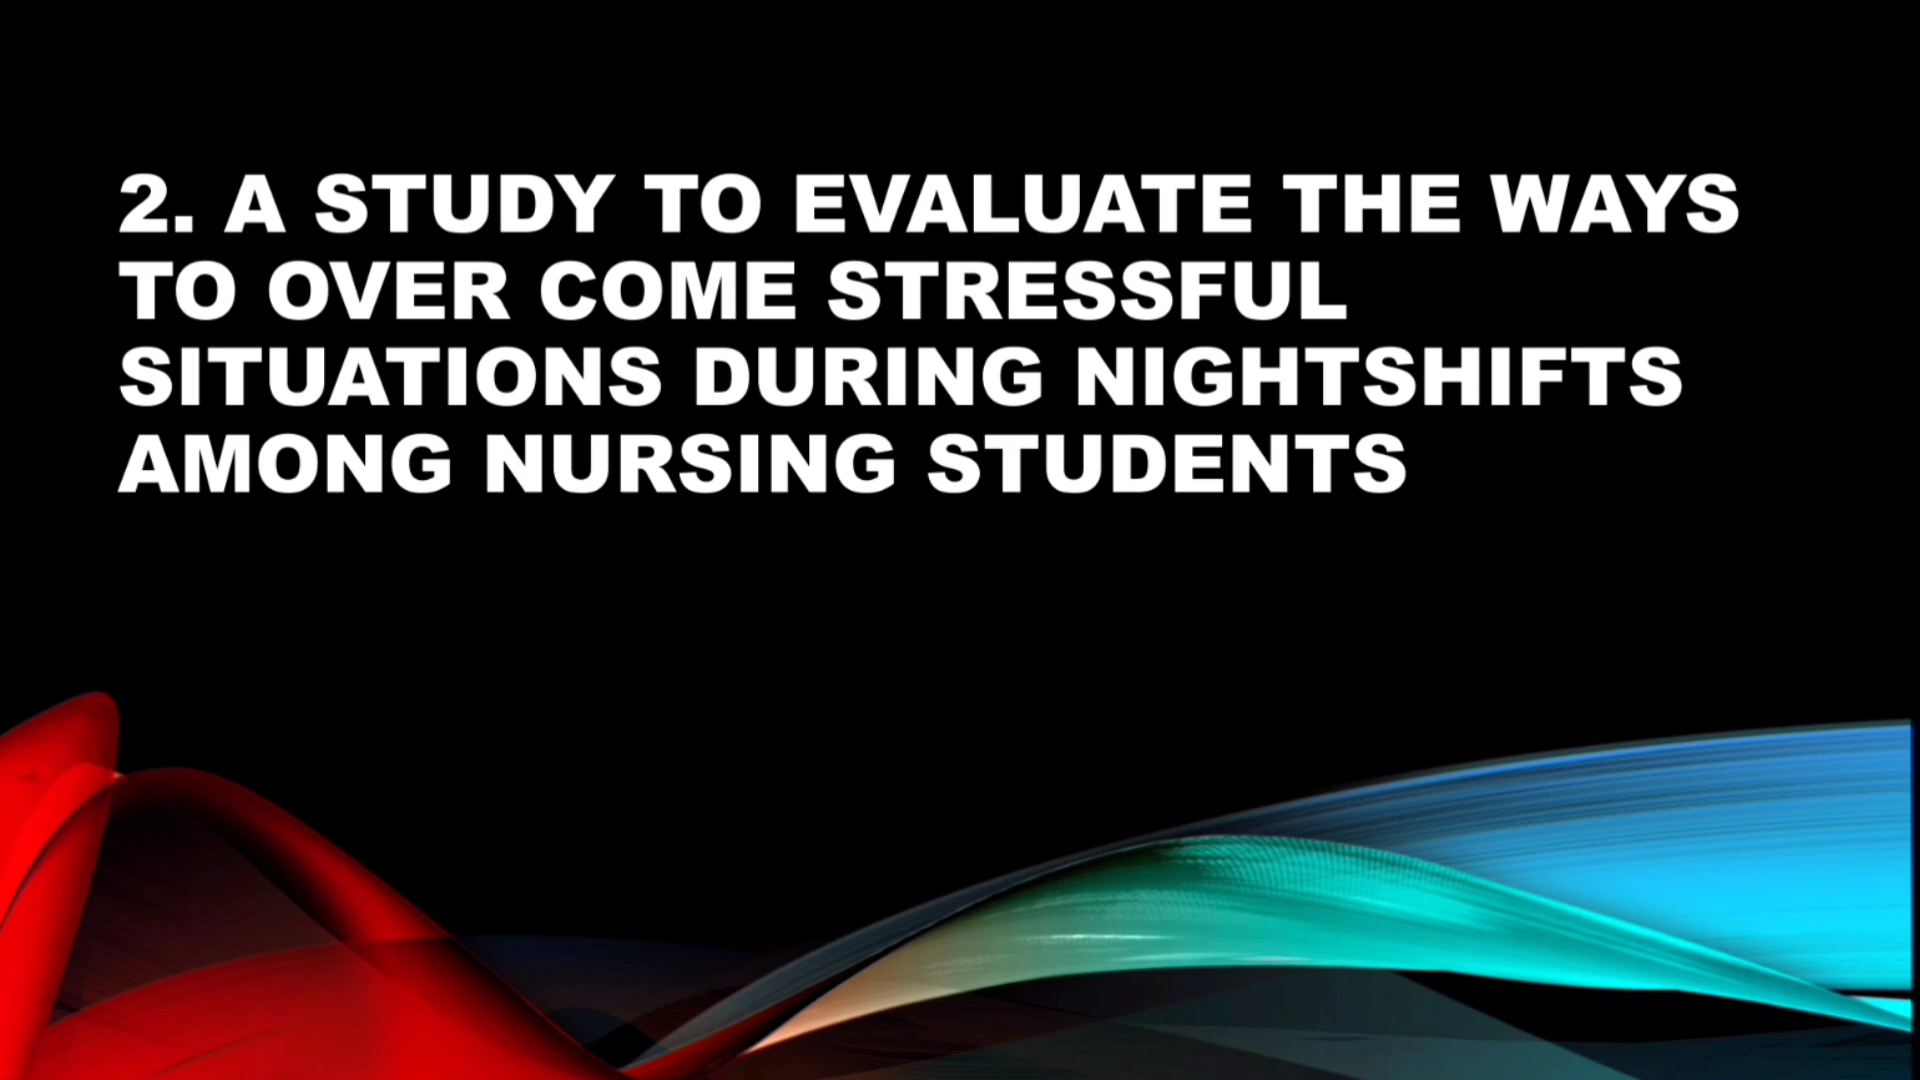 2. A STUDY TO EVALUATE THE WAYS
TO OVER COME STRESSFUL
SITUATIONS DURING NIGHTSHIFTS
AMONG NURSING STUDENTS